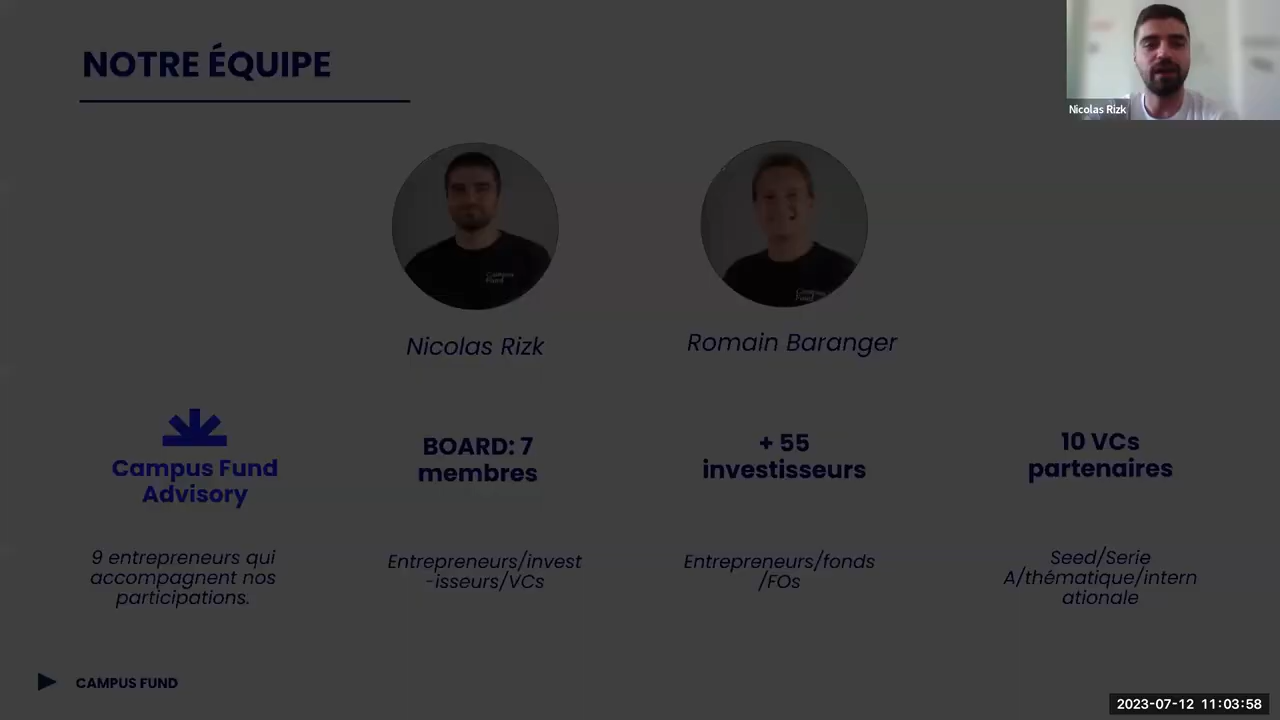 NOTRE ÉQUIPE
Nicolas Rizk
Nicolas Rizk
Romain Baranger
Campus Fund
Advisory
BOARD: 7
membres
+ 55
investisseurs
10 VCs
partenaires
9 entrepreneurs qui
accompagnent nos
participations.
Entrepreneurs/invest
-isseurs/VCs
Entrepreneurs/fonds
/FOs
Seed/Serie
A/thématique/intern
ationale
CAMPUS FUND
2023-07-12 11:03:58